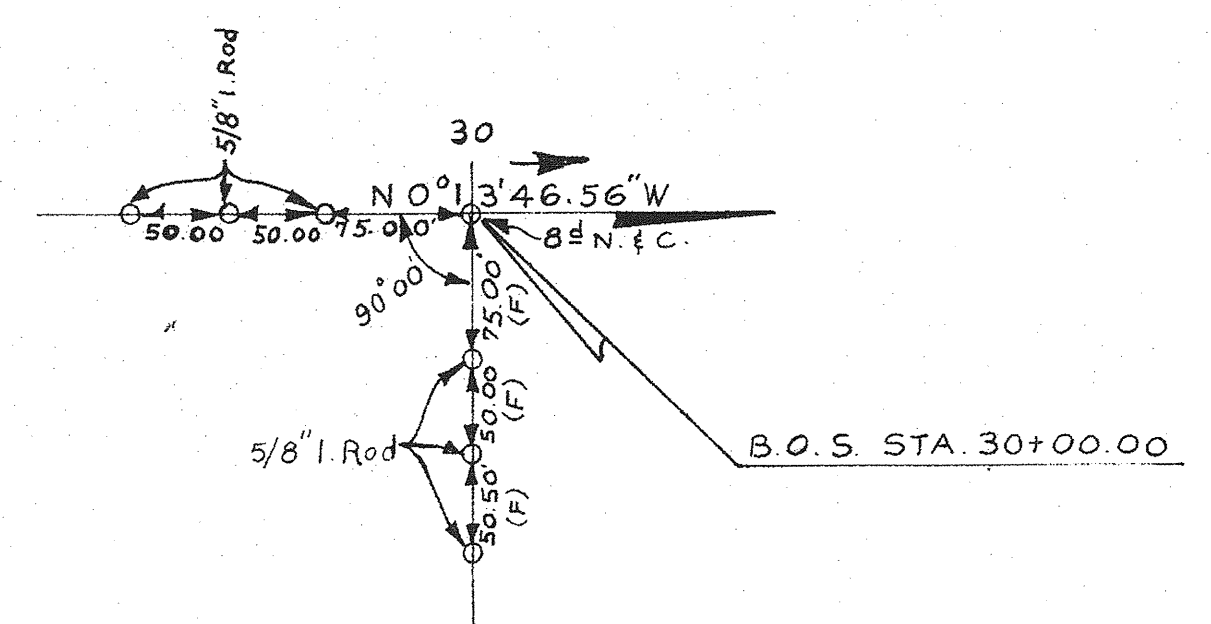 5/8" I. Rod
30
N 0°13'46.56" W
50.00 50.00 75.00'
8d N. & C.
90°00'
75.00'
(F)
50.00
(F)
5/8" I. Rod
50.50'
(F)
B.O.S. STA. 30+00.00